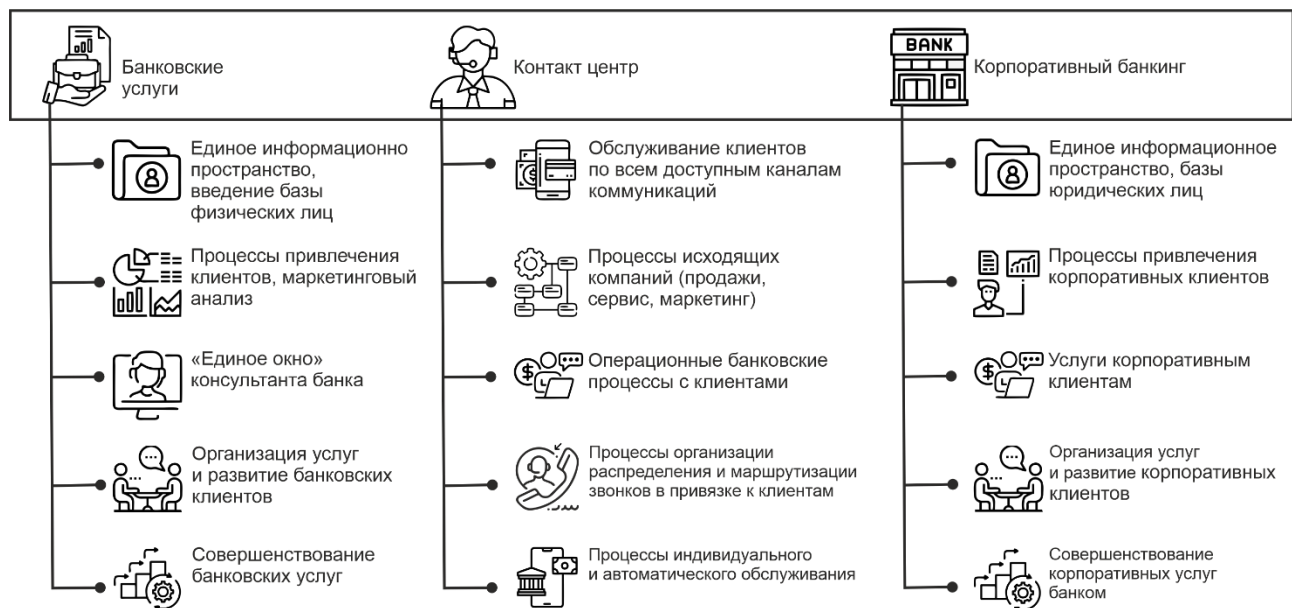 Банковские
услуги
Контакт центр
BANK
Корпоративный банкинг
Единое информационно
пространство,
введение базы
физических лиц
Процессы привлечения
клиентов, маркетинговый
анализ
«Единое окно»
консультанта банка
Организация услуг
и развитие банковских
клиентов
Совершенствование
банковских услуг
Обслуживание клиентов
по всем доступным каналам
коммуникаций
Процессы исходящих
компаний (продажи,
сервис, маркетинг)
Операционные банковские
процессы с клиентами
Процессы организации
распределения и маршрутизации
звонков в привязке к клиентам
Процессы индивидуального
и автоматического обслуживания
Единое информационное
пространство, базы
юридических лиц
Процессы привлечения
корпоративных клиентов
Услуги корпоративным
клиентам
Организация услуг
и развитие корпоративных
клиентов
Совершенствование
корпоративных услуг
банком